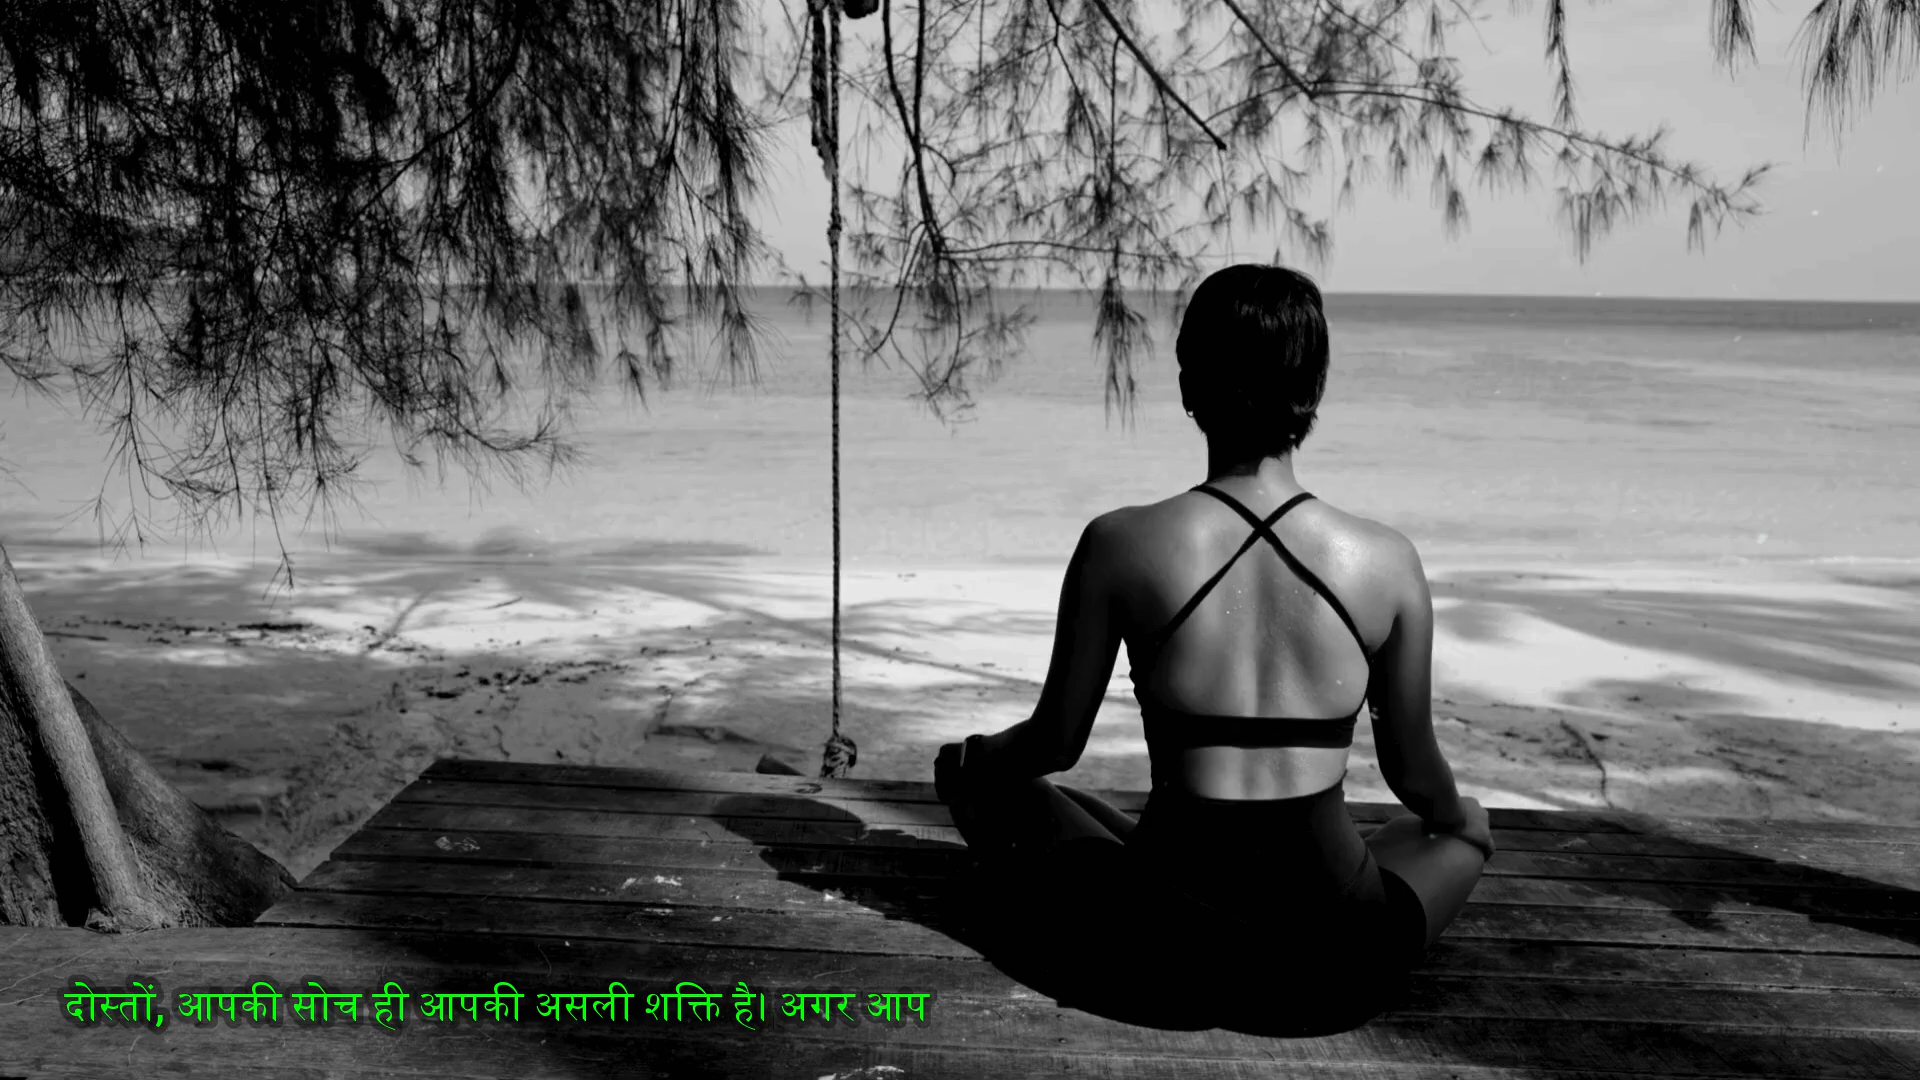 दोस्तों, आपकी सोच ही आपकी असली शक्ति है। अगर आप